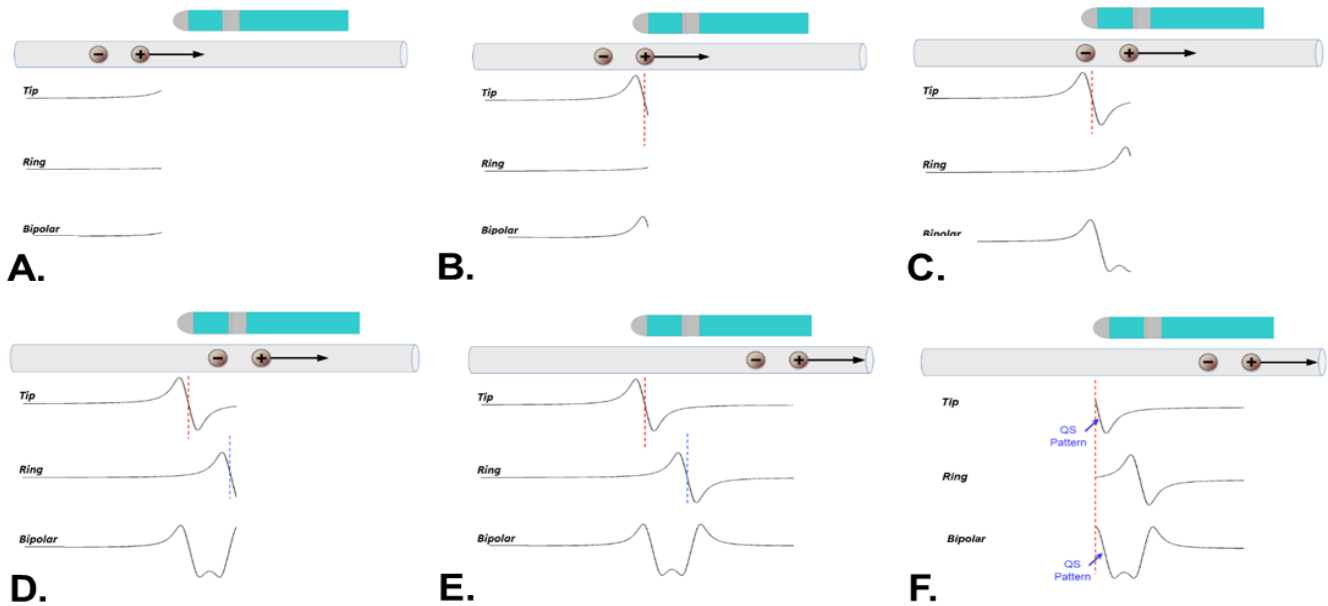 − +
Tip
Ring
Bipolar
A.
− +
Tip
Ring
Bipolar
B.
− +
Tip
Ring
Bipolar
C.
− +
Tip
Ring
Bipolar
D.
− +
Tip
Ring
Bipolar
E.
− +
Tip
QS
Pattern
Ring
Bipolar
QS
Pattern
F.